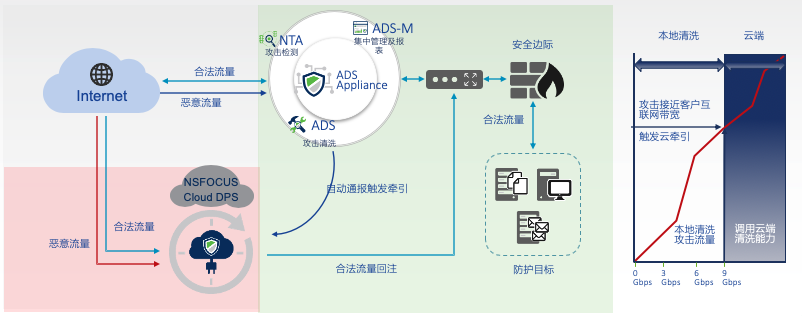 NTA
攻击检测
ADS-M
集中管理及报
表
ADS
Appliance
ADS
攻击清洗
Internet
合法流量
恶意流量
安全边际
合法流量
防护目标
自动通报触发牵引
NSFOCUS
Cloud DPS
合法流量
恶意流量
合法流量回注
本地清洗
云端
攻击接近客户互
联网带宽
触发云牵引
本地清洗
攻击流量
调用云端
清洗能力
0
Gbps
3
Gbps
6
Gbps
9
Gbps